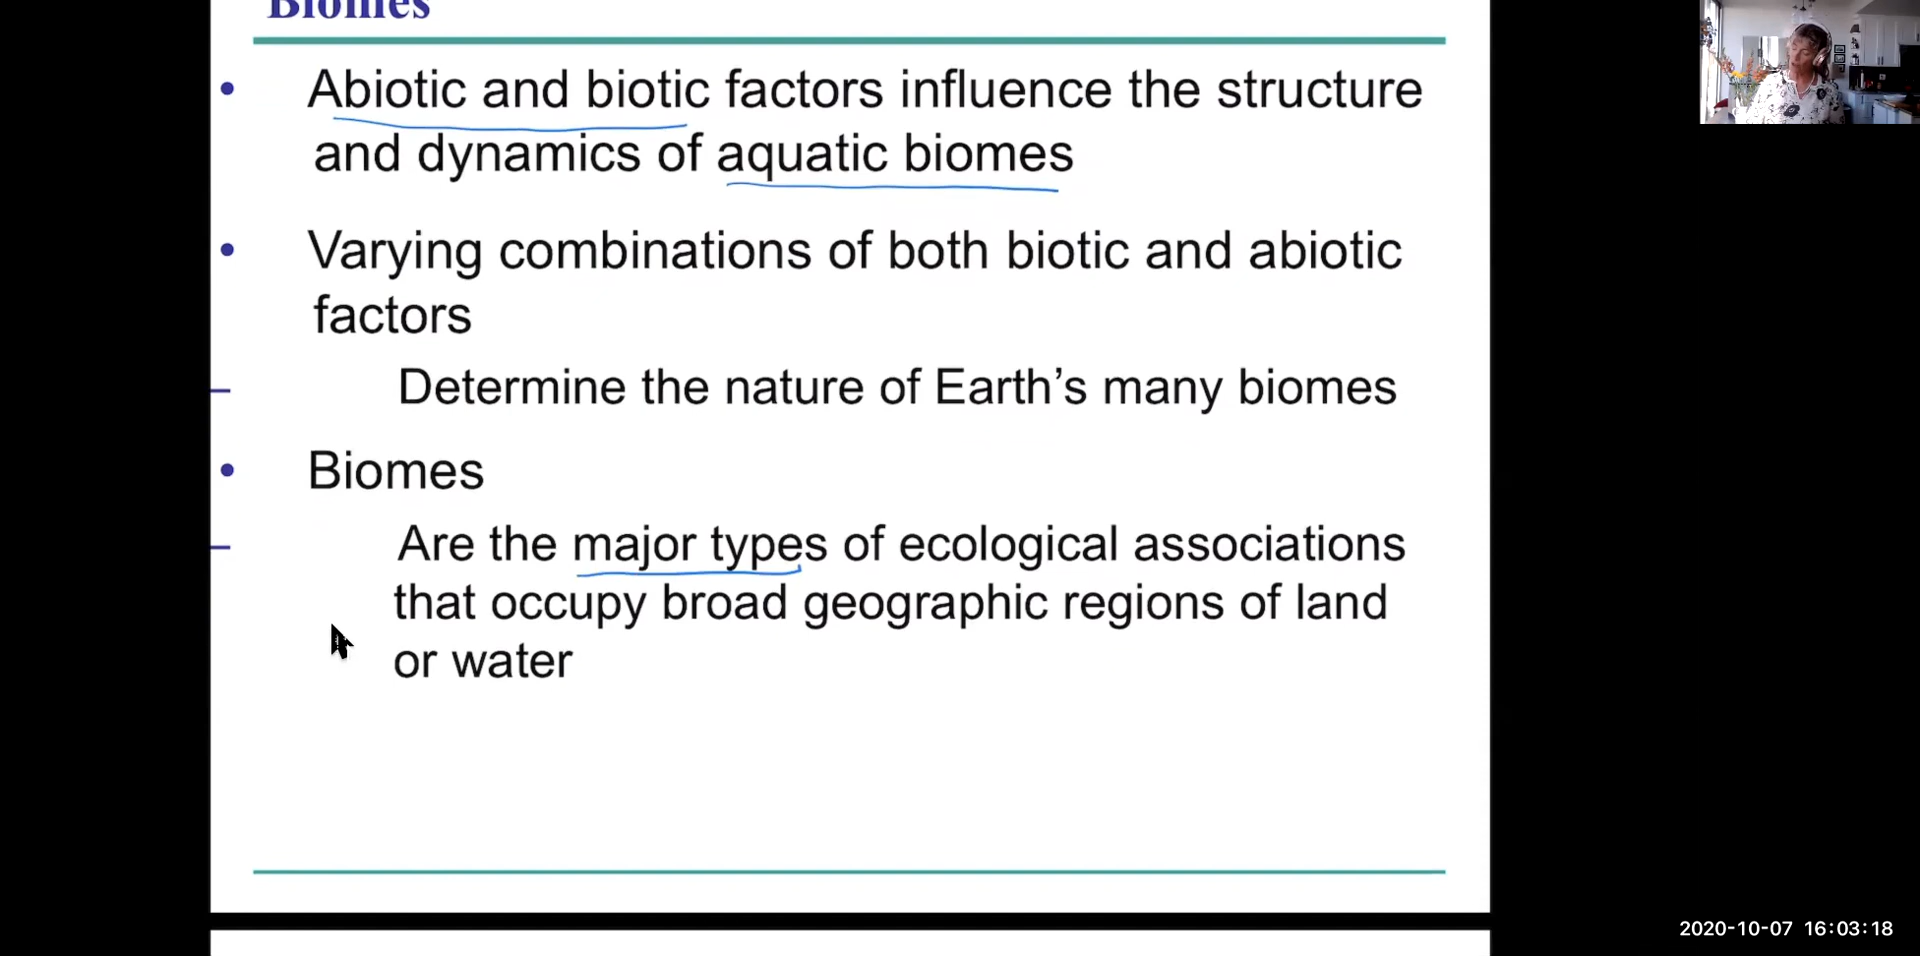 Biomes
• Abiotic and biotic factors influence the structure
and dynamics of aquatic biomes
• Varying combinations of both biotic and abiotic
factors
– Determine the nature of Earth’s many biomes
• Biomes
– Are the major types of ecological associations
that occupy broad geographic regions of land
or water
2020-10-07 16:03:18